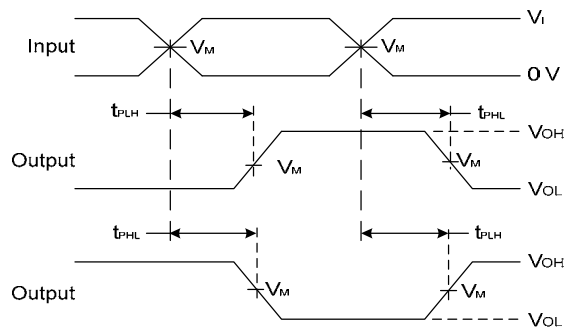 VI
Input VM VM
0 V
tPLH tPHL
VOH
Output VM VM
VOL
tPHL tPLH
VOH
Output VM VM
VOL